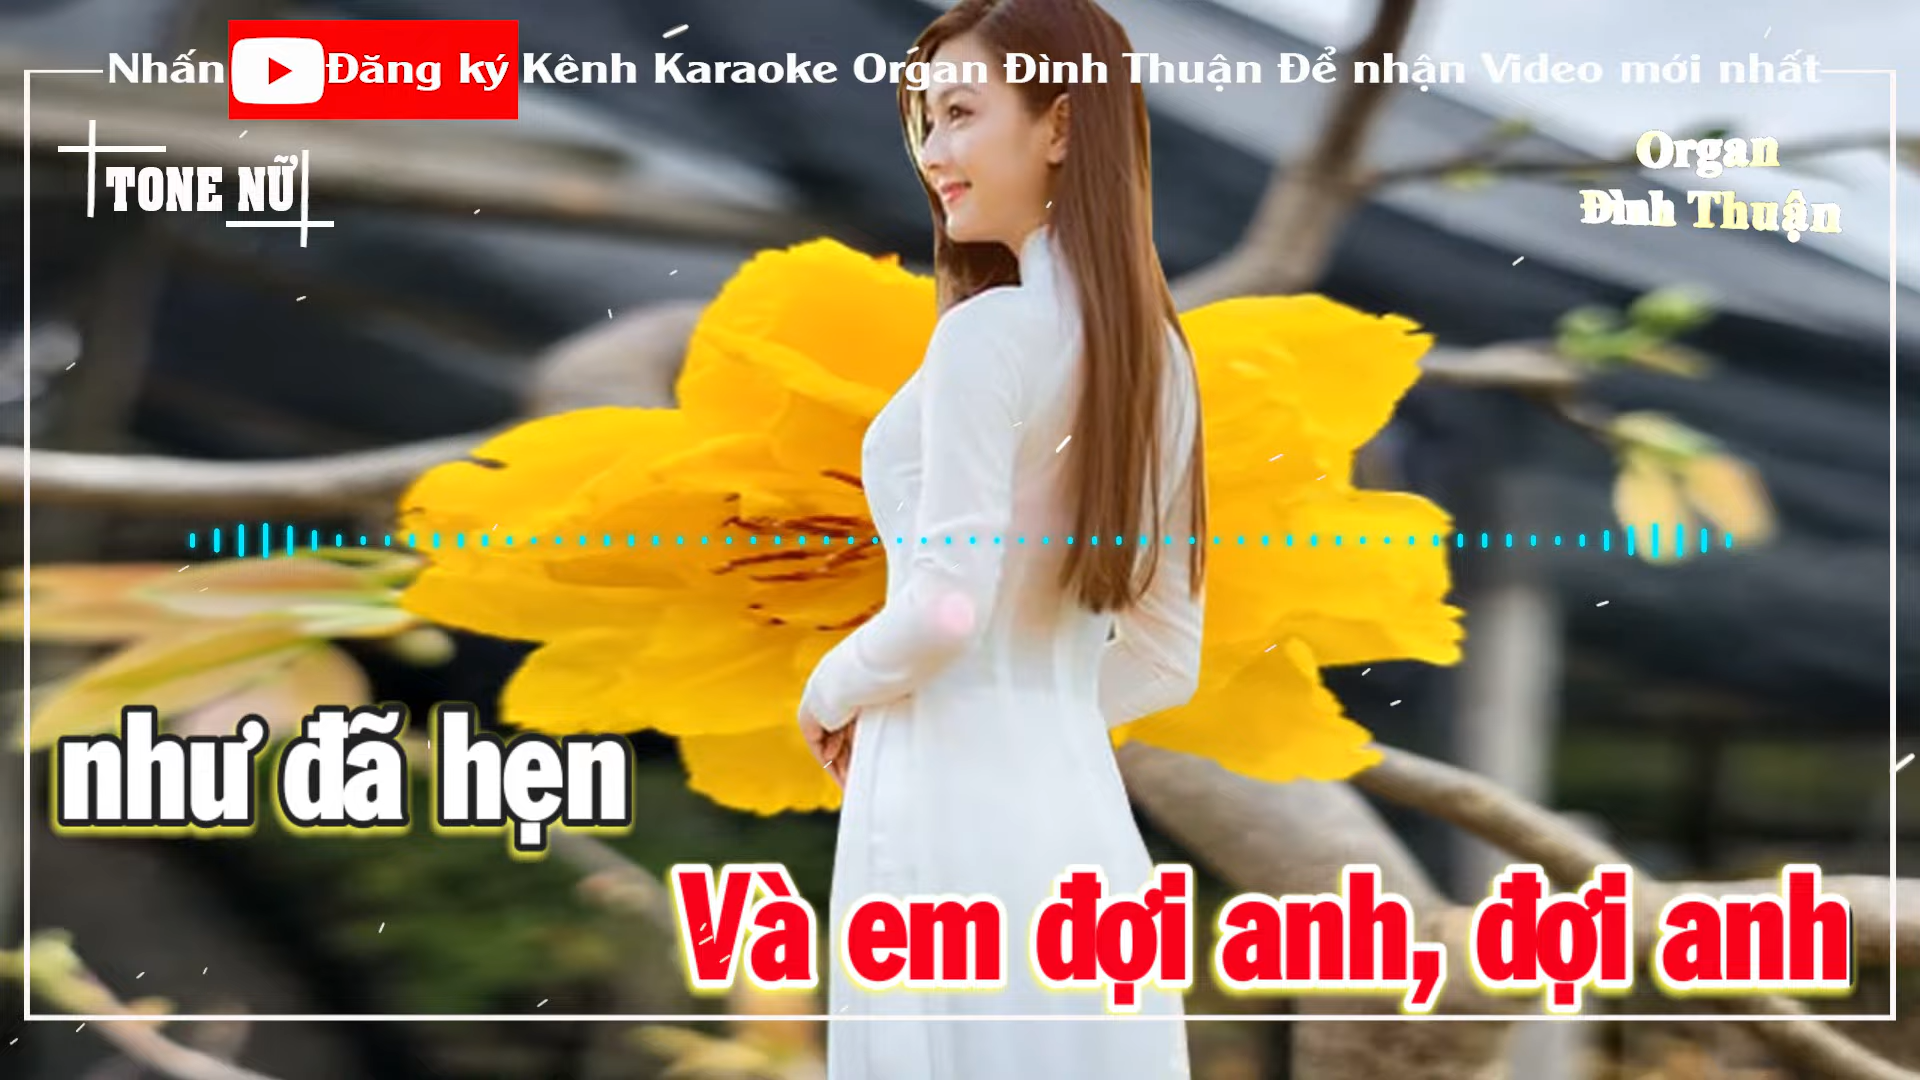 Nhấn Đăng ký Kênh Karaoke Organ Đình Thuận Để nhận Video mới nhất
TONE NỮ
Organ
Đình Thuận
như đã hẹn
Và em đợi anh, đợi anh